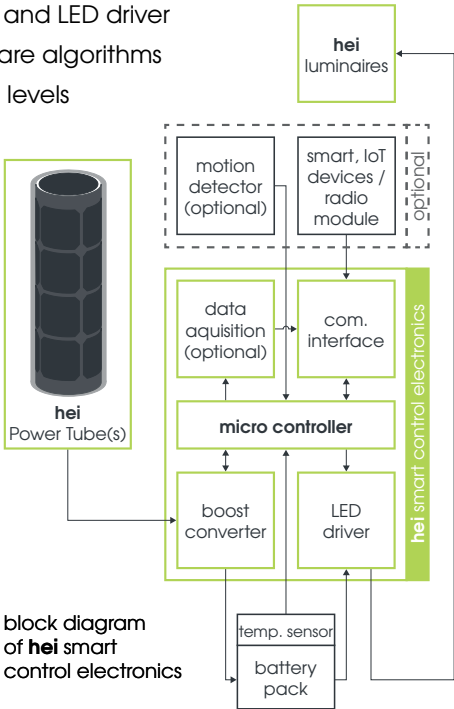 and LED driver
are algorithms
levels
hei
luminaires
motion
detector
(optional)
smart, IoT
devices /
radio
module
optional
hei
Power Tube(s)
data
aquisition
(optional)
com.
interface
micro controller
boost
converter
LED
driver
hei smart control electronics
temp. sensor
battery
pack
block diagram
of hei smart
control electronics